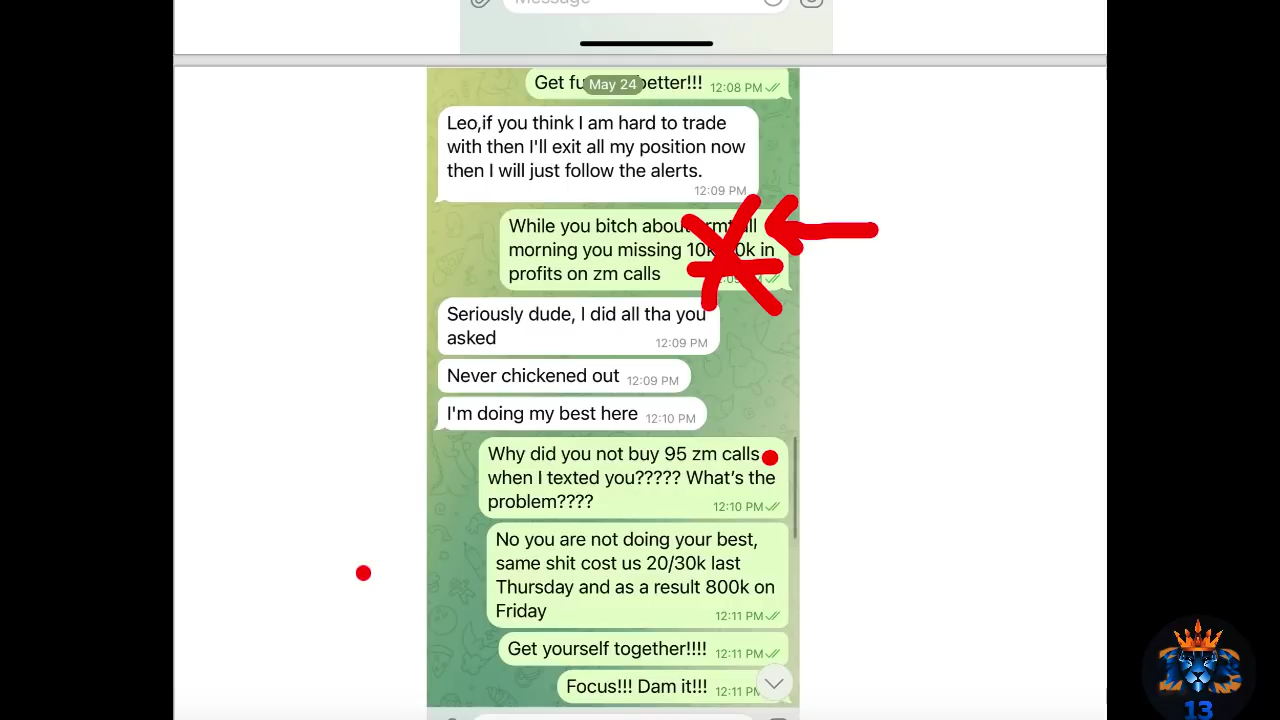 Message
Get better!!! 12:08 PM
May 24
Leo,if you think I am hard to trade
with then I'll exit all my position now
then I will just follow the alerts.
12:09 PM
While you bitch about all
morning you missing in
profits on zm calls
Seriously dude, I did all tha you
asked 12:09 PM
Never chickened out 12:09 PM
I'm doing my best here 12:10 PM
Why did you not buy 95 zm calls
when I texted you????? What's the
problem???? 12:10 PM
No you are not doing your best,
same shit cost us 20/30k last
Thursday and as a result 800k on
Friday 12:11 PM
Get yourself together!!!! 12:11 PM
Focus!!! Dam it!!! 12:11 PM
13